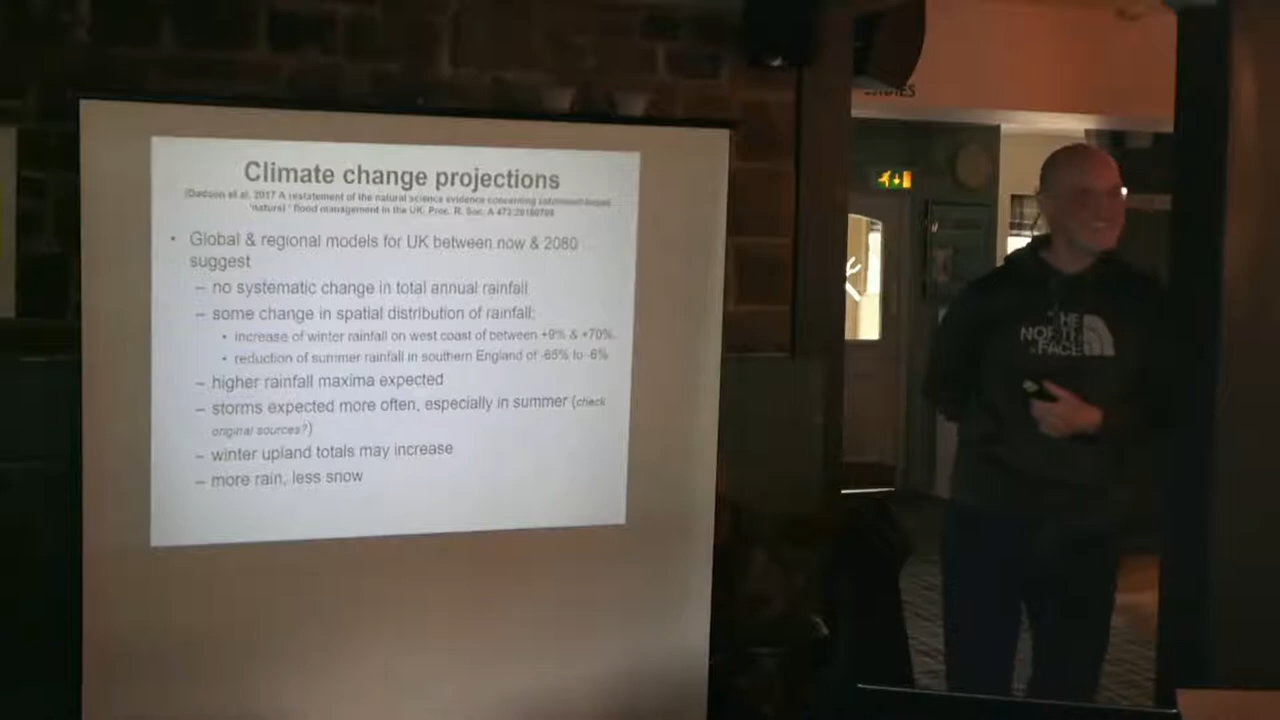 Climate change projections
(Dadson et al. 2017 A restatement of the natural science evidence concerning catchment-based
'natural' flood management in the UK. Proc. R. Soc. A 473:20160706
• Global & regional models for UK between now & 2080
suggest
– no systematic change in total annual rainfall
– some change in spatial distribution of rainfall:
• increase of winter rainfall on west coast of between +9% & +70%.
• reduction of summer rainfall in southern England of -65% to -6%
– higher rainfall maxima expected
– storms expected more often, especially in summer (check
original sources?)
– winter upland totals may increase
– more rain, less snow
LADIES
THE
NORTH
FACE